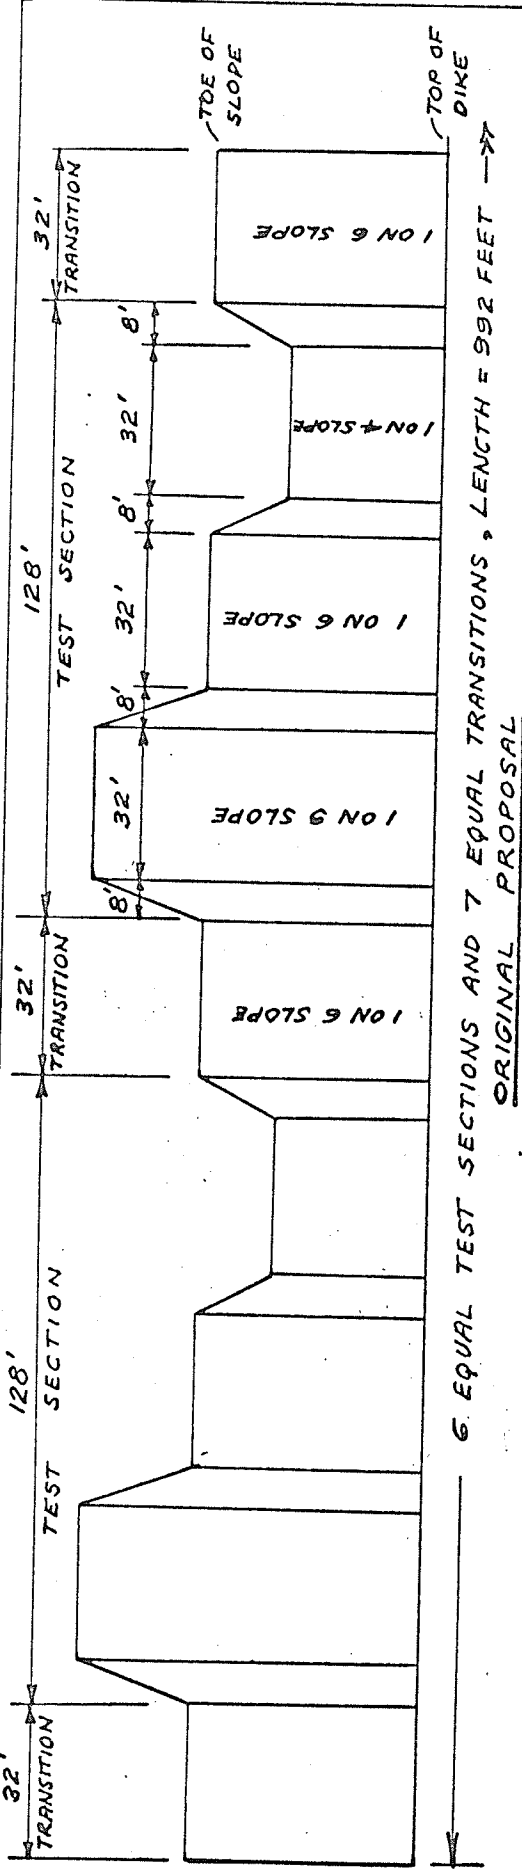 32'
TRANSITION
128'
TEST SECTION
32'
TRANSITION
128'
TEST SECTION
32'
TRANSITION
8'
32'
8'
32'
8'
32'
8'
TOE OF
SLOPE
1 ON 6 SLOPE
1 ON 9 SLOPE
1 ON 6 SLOPE
1 ON 4 SLOPE
1 ON 6 SLOPE
TOP OF
DIKE
6 EQUAL TEST SECTIONS AND 7 EQUAL TRANSITIONS, LENGTH = 992 FEET
ORIGINAL PROPOSAL